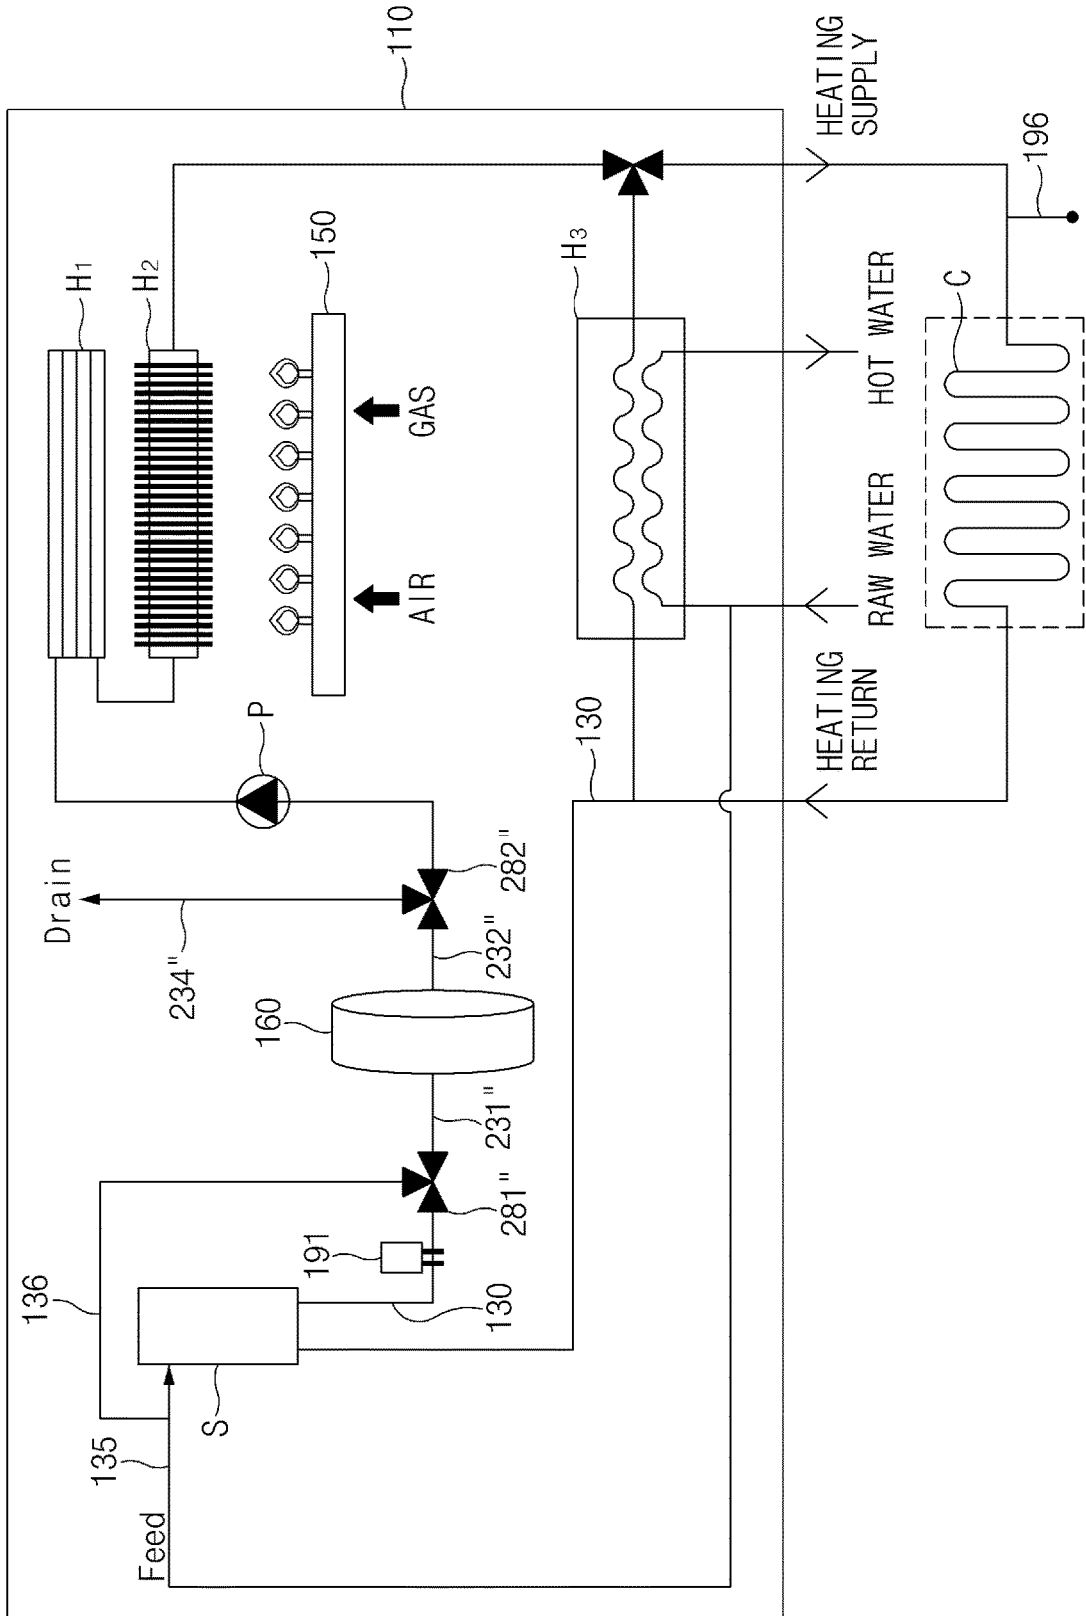 110
H1
H2
150
GAS
AIR
P
Drain
234"
282"
232"
160
231"
281"
191
136
130
S
135
Feed
H3
130
HEATING
SUPPLY
196
HOT WATER
C
RAW WATER
HEATING
RETURN